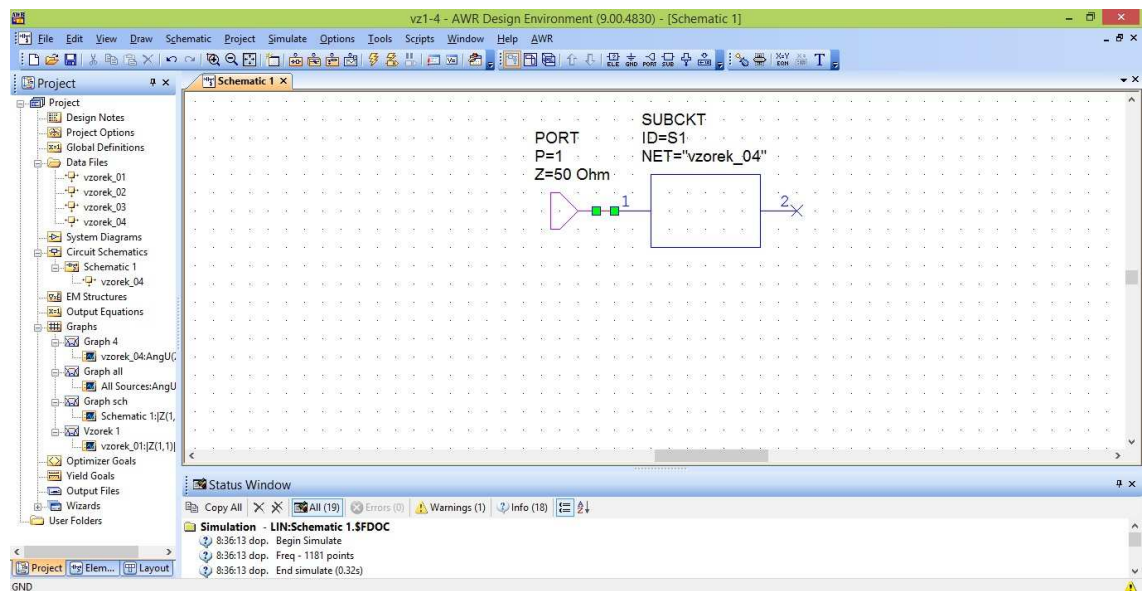 vz1-4 - AWR Design Environment (9.00.4830) - [Schematic 1]
File Edit View Draw Schematic Project Simulate Options Tools Scripts Window Help AWR
ELE GND PORT SUB X=Y EQN T
Project
Schematic 1
Project
Design Notes
Project Options
Global Definitions
Data Files
vzorek_01
vzorek_02
vzorek_03
vzorek_04
System Diagrams
Circuit Schematics
Schematic 1
vzorek_04
EM Structures
Output Equations
Graphs
Graph 4
vzorek_04:AngU(
Graph all
All Sources:AngU
Graph sch
Schematic 1:|Z(1,
Vzorek 1
vzorek_01:|Z(1,1)|
Optimizer Goals
Yield Goals
Output Files
Wizards
User Folders
Project Elem... Layout
PORT
P=1
Z=50 Ohm
SUBCKT
ID=S1
NET="vzorek_04"
1
2
Status Window
Copy All All (19) Errors (0) Warnings (1) Info (18)
Simulation - LIN:Schematic 1.$FDOC
8:36:13 dop. Begin Simulate
8:36:13 dop. Freq - 1181 points
8:36:13 dop. End simulate (0.32s)
GND